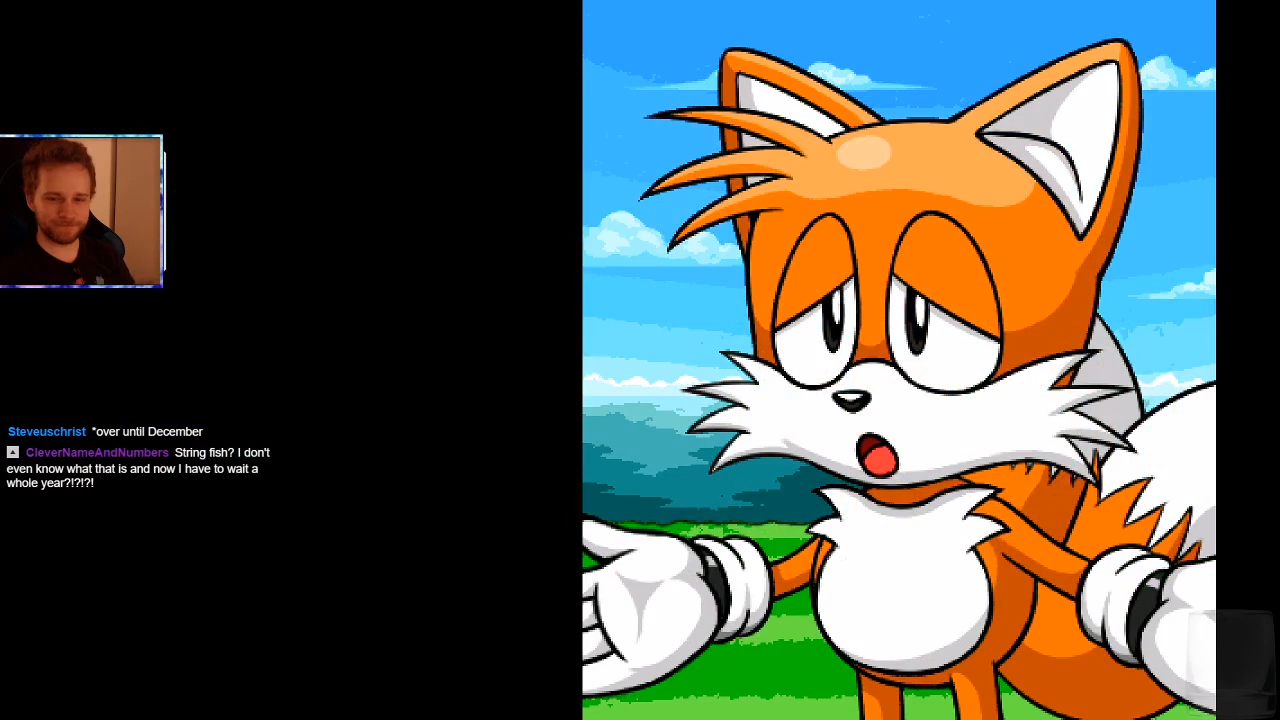 Steveuschrist *over until December
CleverNameAndNumbers String fish? I don't
even know what that is and now I have to wait a
whole year?!?!?!